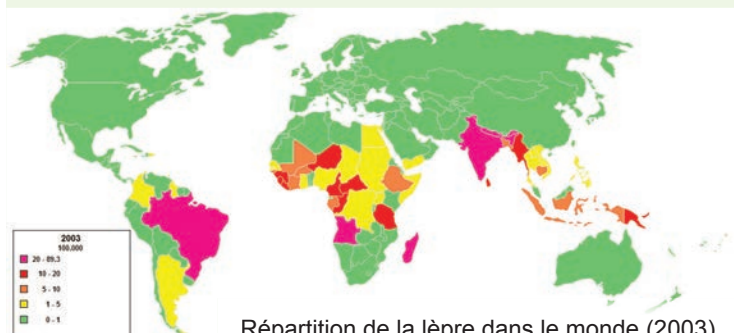 2003
100,000
20 - 89.3
10 - 20
5 - 10
1 - 5
0 - 1
Répartition de la lèpre dans le monde (2003)